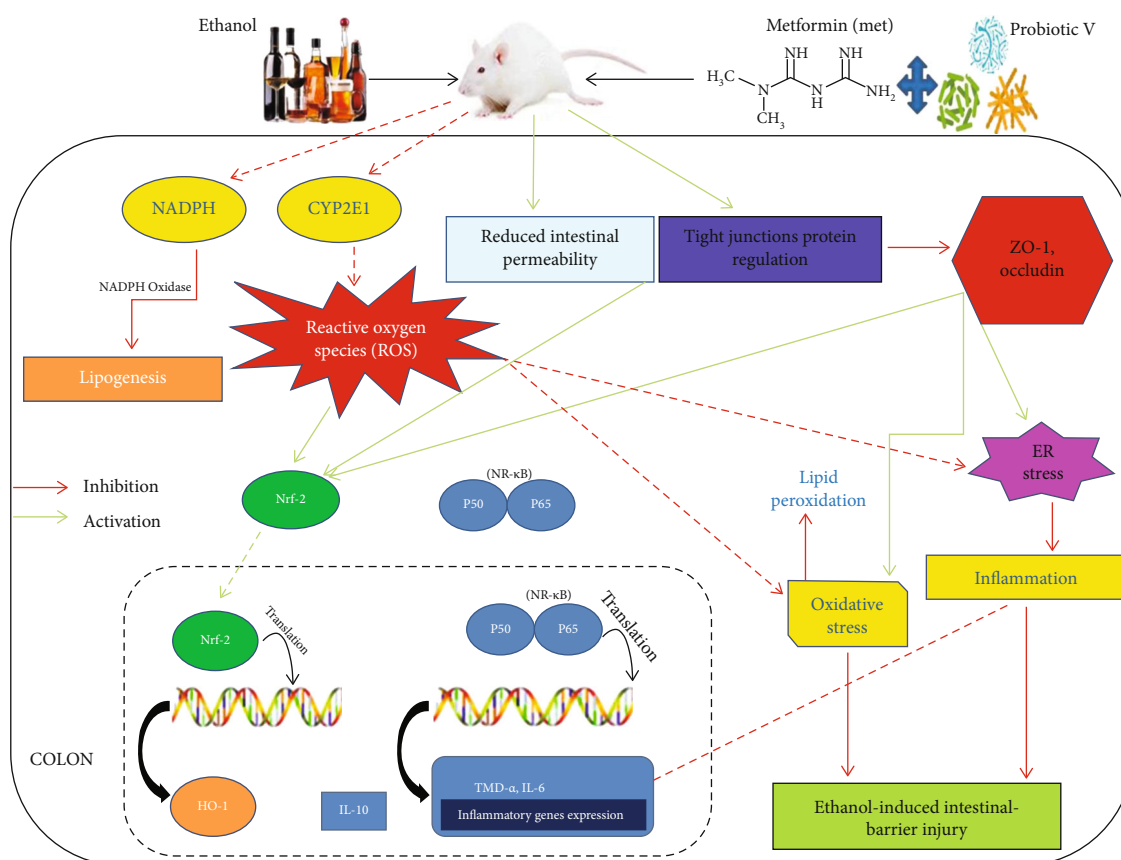 Ethanol
Metformin (met)
Probiotic V
NH
NH
H₃C
N
N
H
NH₂
CH₃
NADPH
CYP2E1
Reduced intestinal
permeability
Tight junctions protein
regulation
ZO-1,
occludin
NADPH Oxidase
Reactive oxygen
species (ROS)
Lipogenesis
ER
stress
Inhibition
Activation
Nrf-2
(NR-κB)
P50
P65
Lipid
peroxidation
Inflammation
Oxidative
stress
Nrf-2
Translation
(NR-κB)
P50
P65
Translation
COLON
HO-1
IL-10
TMD-α, IL-6
Inflammatory genes expression
Ethanol-induced intestinal-
barrier injury